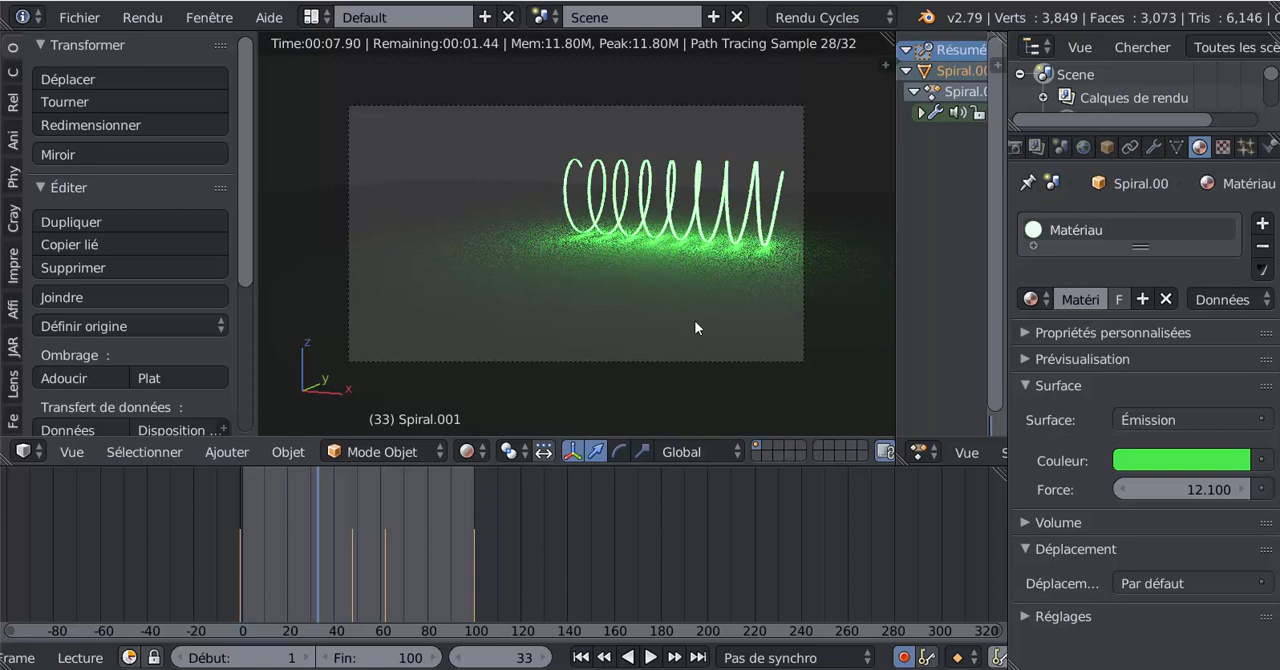 Fichier Rendu Fenêtre Aide Default Scene Rendu Cycles v2.79 | Verts : 3,849 | Faces : 3,073 | Tris : 6,146 |
Transformer
Déplacer
Tourner
Redimensionner
Miroir
Éditer
Dupliquer
Copier lié
Supprimer
Joindre
Définir origine
Ombrage :
Adoucir Plat
Transfert de données :
Données Disposition ...
O
C
Rel
Ani
Phy
Cray
Impre
Affi
JAR
Lens
Fe
Time:00:07.90 | Remaining:00:01.44 | Mem:11.80M, Peak:11.80M | Path Tracing Sample 28/32
z
y
x
(33) Spiral.001
Vue Sélectionner Ajouter Objet Mode Objet Global
Résumé
Spiral.00
Spiral.0
Vue S
Vue Chercher Toutes les scè
Scene
Calques de rendu
Spiral.00 Matériau
Matériau
Matéri F Données
Propriétés personnalisées
Prévisualisation
Surface
Surface: Émission
Couleur:
Force: 12.100
Volume
Déplacement
Déplacem... Par défaut
Réglages
-80 -60 -40 -20 0 20 40 60 80 100 120 140 160 180 200 220 240 260 280 300 320
Frame Lecture Début: 1 Fin: 100 33 Pas de synchro